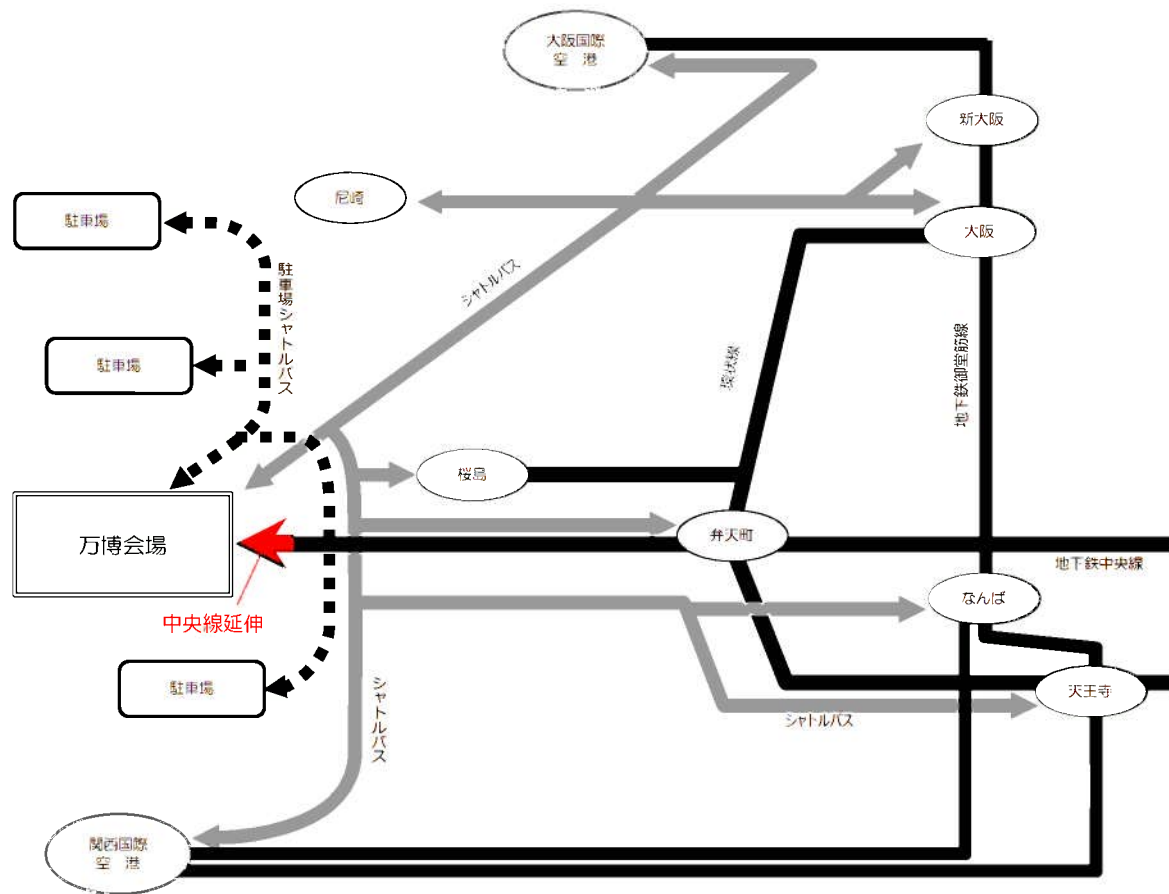 大阪国際
空　港
新大阪
尼崎
大阪
駐車場
駐車場シャトルバス
シャトルバス
駐車場
環状線
地下鉄御堂筋線
桜島
万博会場
弁天町
地下鉄中央線
中央線延伸
なんば
駐車場
シャトルバス
天王寺
シャトルバス
関西国際
空　港